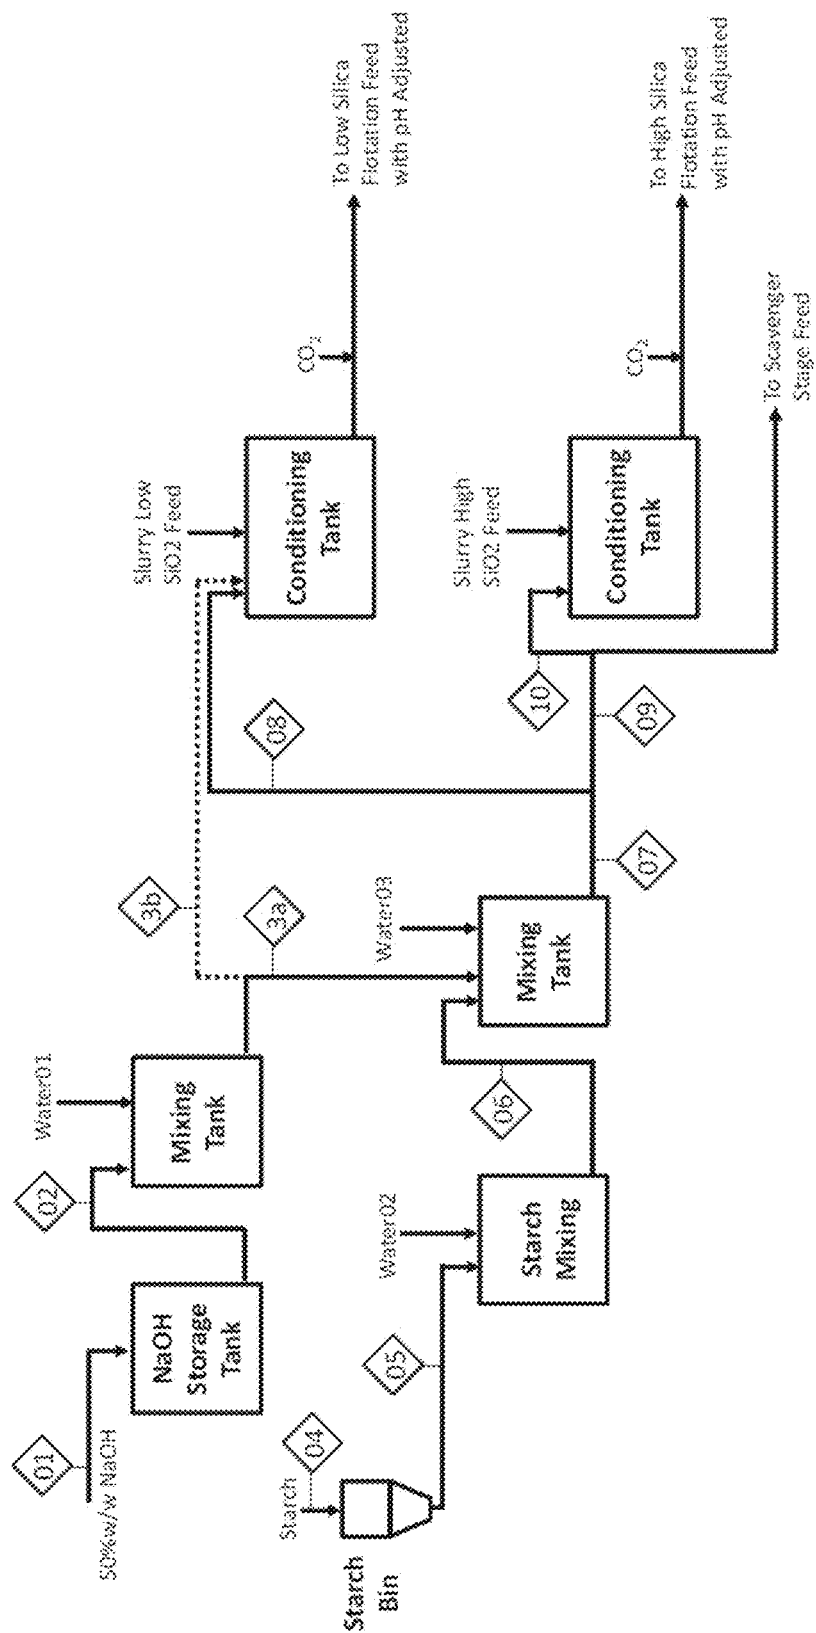 01
50%w/w NaOH
NaOH
Storage
Tank
02
Water01
Mixing
Tank
3b
3a
Starch
04
Starch
Bin
05
Water02
Starch
Mixing
06
Water03
Mixing
Tank
07
08
09
10
Slurry Low
SiO2 Feed
Conditioning
Tank
CO2
To Low Silica
Flotation Feed
with pH Adjusted
Slurry High
SiO2 Feed
Conditioning
Tank
CO2
To High Silica
Flotation Feed
with pH Adjusted
To Scavenger
Stage Feed